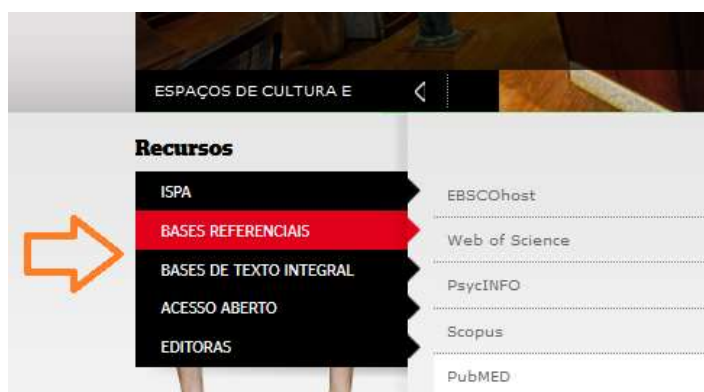 ESPAÇOS DE CULTURA E
Recursos
ISPA
BASES REFERENCIAIS
BASES DE TEXTO INTEGRAL
ACESSO ABERTO
EDITORAS
EBSCOhost
Web of Science
PsycINFO
Scopus
PubMED